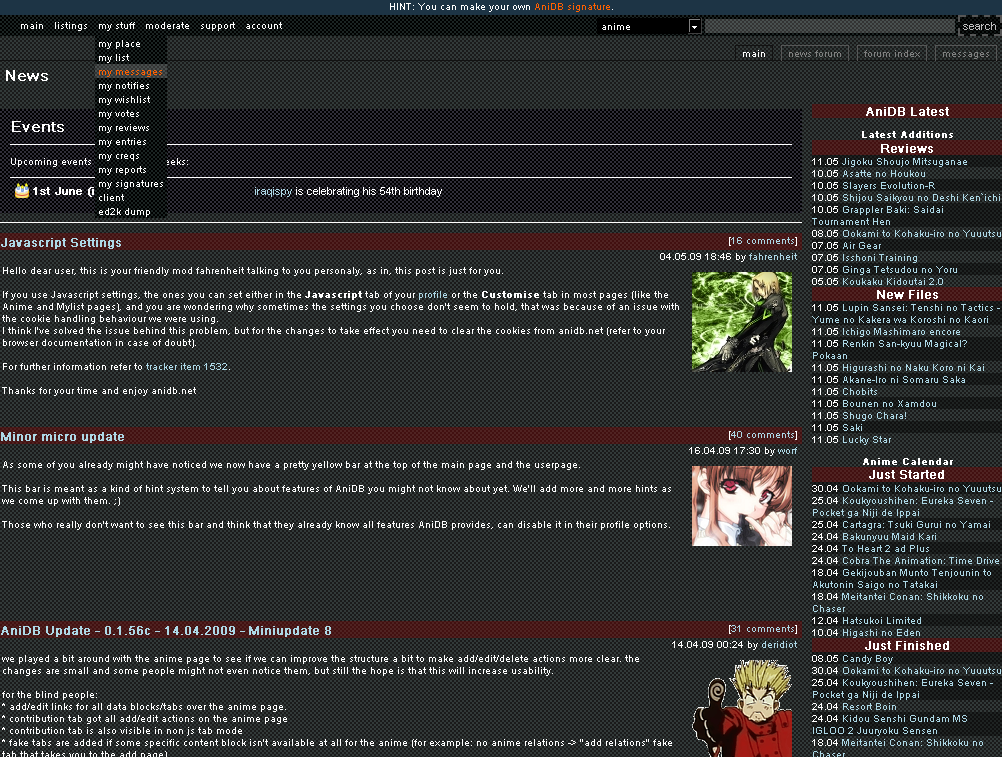 HINT: You can make your own AniDB signature.
main listings my stuff moderate support account anime search
my place
my list
my messages
my notifies
my wishlist
my votes
my reviews
my entries
my creqs
my reports
my signatures
client
ed2k dump
main news forum forum index messages
News
Events
Upcoming events eeks:
1st June (i iraqispy is celebrating his 54th birthday
Javascript Settings [16 comments]
04.05.09 18:46 by fahrenheit
Hello dear user, this is your friendly mod fahrenheit talking to you personaly, as in, this post is just for you.
If you use Javascript settings, the ones you can set either in the Javascript tab of your profile or the Customise tab in most pages (like the
Anime and Mylist pages), and you are wondering why sometimes the settings you choose don't seem to hold, that was because of an issue with
the cookie handling behaviour we were using.
I think I've solved the issue behind this problem, but for the changes to take effect you need to clear the cookies from anidb.net (refer to your
browser documentation in case of doubt).
For further information refer to tracker item 1532.
Thanks for your time and enjoy anidb.net
Minor micro update [40 comments]
16.04.09 17:30 by worf
As some of you already might have noticed we now have a pretty yellow bar at the top of the main page and the userpage.
This bar is meant as a kind of hint system to tell you about features of AniDB you might not know about yet. We'll add more and more hints as
we come up with them. ;)
Those who really don't want to see this bar and think that they already know all features AniDB provides, can disable it in their profile options.
AniDB Update - 0.1.56c - 14.04.2009 - Miniupdate 8 [31 comments]
14.04.09 00:24 by deridiot
we played a bit around with the anime page to see if we can improve the structure a bit to make add/edit/delete actions more clear. the
changes are small and some people might not even notice them, but still the hope is that this will increase usability.
for the blind people:
* add/edit links for all data blocks/tabs over the anime page.
* contribution tab got all add/edit actions on the anime page
* contribution tab is also visible in non js tab mode
* fake tabs are added if some specific content block isn't available at all for the anime (for example: no anime relations -> "add relations" fake
tab that takes you to the add page)
AniDB Latest
Latest Additions
Reviews
11.05 Jigoku Shoujo Mitsuganae
10.05 Asatte no Houkou
10.05 Slayers Evolution-R
10.05 Shijou Saikyou no Deshi Ken`ichi
10.05 Grappler Baki: Saidai
Tournament Hen
08.05 Ookami to Kohaku-iro no Yuuutsu
07.05 Air Gear
07.05 Isshoni Training
07.05 Ginga Tetsudou no Yoru
05.05 Koukaku Kidoutai 2.0
New Files
11.05 Lupin Sansei: Tenshi no Tactics -
Yume no Kakera wa Koroshi no Kaori
11.05 Ichigo Mashimaro encore
11.05 Renkin San-kyuu Magical?
Pokaan
11.05 Higurashi no Naku Koro ni Kai
11.05 Akane-Iro ni Somaru Saka
11.05 Chobits
11.05 Bounen no Xamdou
11.05 Shugo Chara!
11.05 Saki
11.05 Lucky Star
Anime Calendar
Just Started
30.04 Ookami to Kohaku-iro no Yuuutsu
25.04 Koukyoushihen: Eureka Seven -
Pocket ga Niji de Ippai
25.04 Cartagra: Tsuki Gurui no Yamai
24.04 Bakunyuu Maid Kari
24.04 To Heart 2 ad Plus
24.04 Cobra The Animation: Time Drive
18.04 Gekijouban Munto Tenjounin to
Akutonin Saigo no Tatakai
18.04 Meitantei Conan: Shikkoku no
Chaser
12.04 Hatsukoi Limited
10.04 Higashi no Eden
Just Finished
08.05 Candy Boy
30.04 Ookami to Kohaku-iro no Yuuutsu
25.04 Koukyoushihen: Eureka Seven -
Pocket ga Niji de Ippai
24.04 Resort Boin
24.04 Kidou Senshi Gundam MS
IGLOO 2 Juuryoku Sensen
18.04 Meitantei Conan: Shikkoku no
Chaser